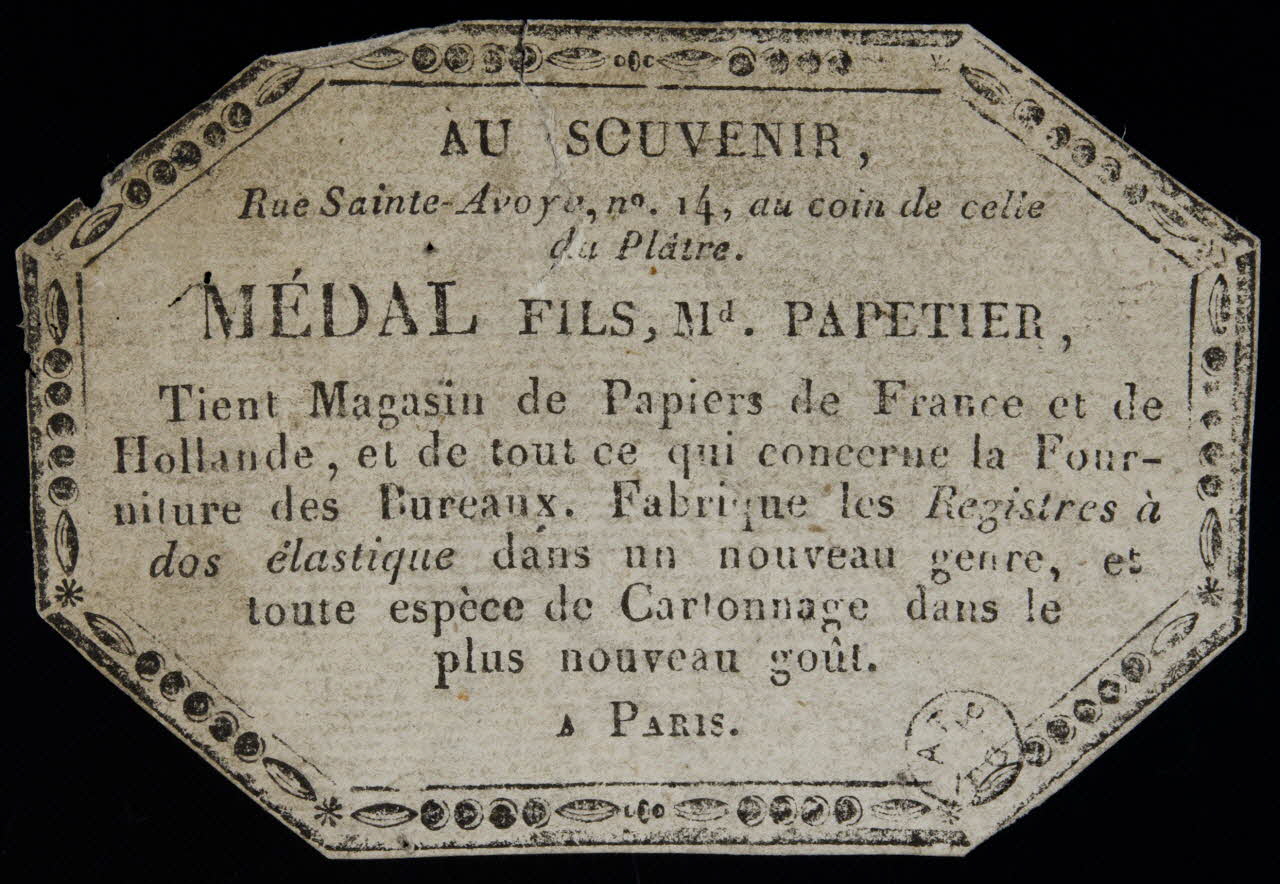 AU SOUVENIR,
Rue Sainte-Avoye, nº. 14, au coin de celle
du Plâtre.
MÉDAL FILS, Md. PAPETIER,
Tient Magasin de Papiers de France et de
Hollande, et de tout ce qui concerne la Four-
niture des Bureaux. Fabrique les Registres à
dos élastique dans un nouveau genre, et
toute espèce de Cartonnage dans le
plus nouveau goût.
A PARIS.